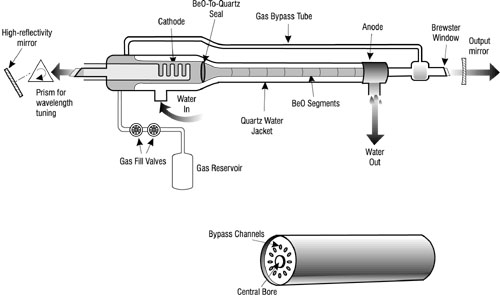 BeO-To-Quartz
Seal
Cathode
Gas Bypass Tube
Anode
Brewster
Window
Output
mirror
High-reflectivity
mirror
Prism for
wavelength
tuning
Water
In
Quartz Water
Jacket
BeO Segments
Gas Fill Valves
Gas Reservoir
Water
Out
Bypass Channels
Central Bore